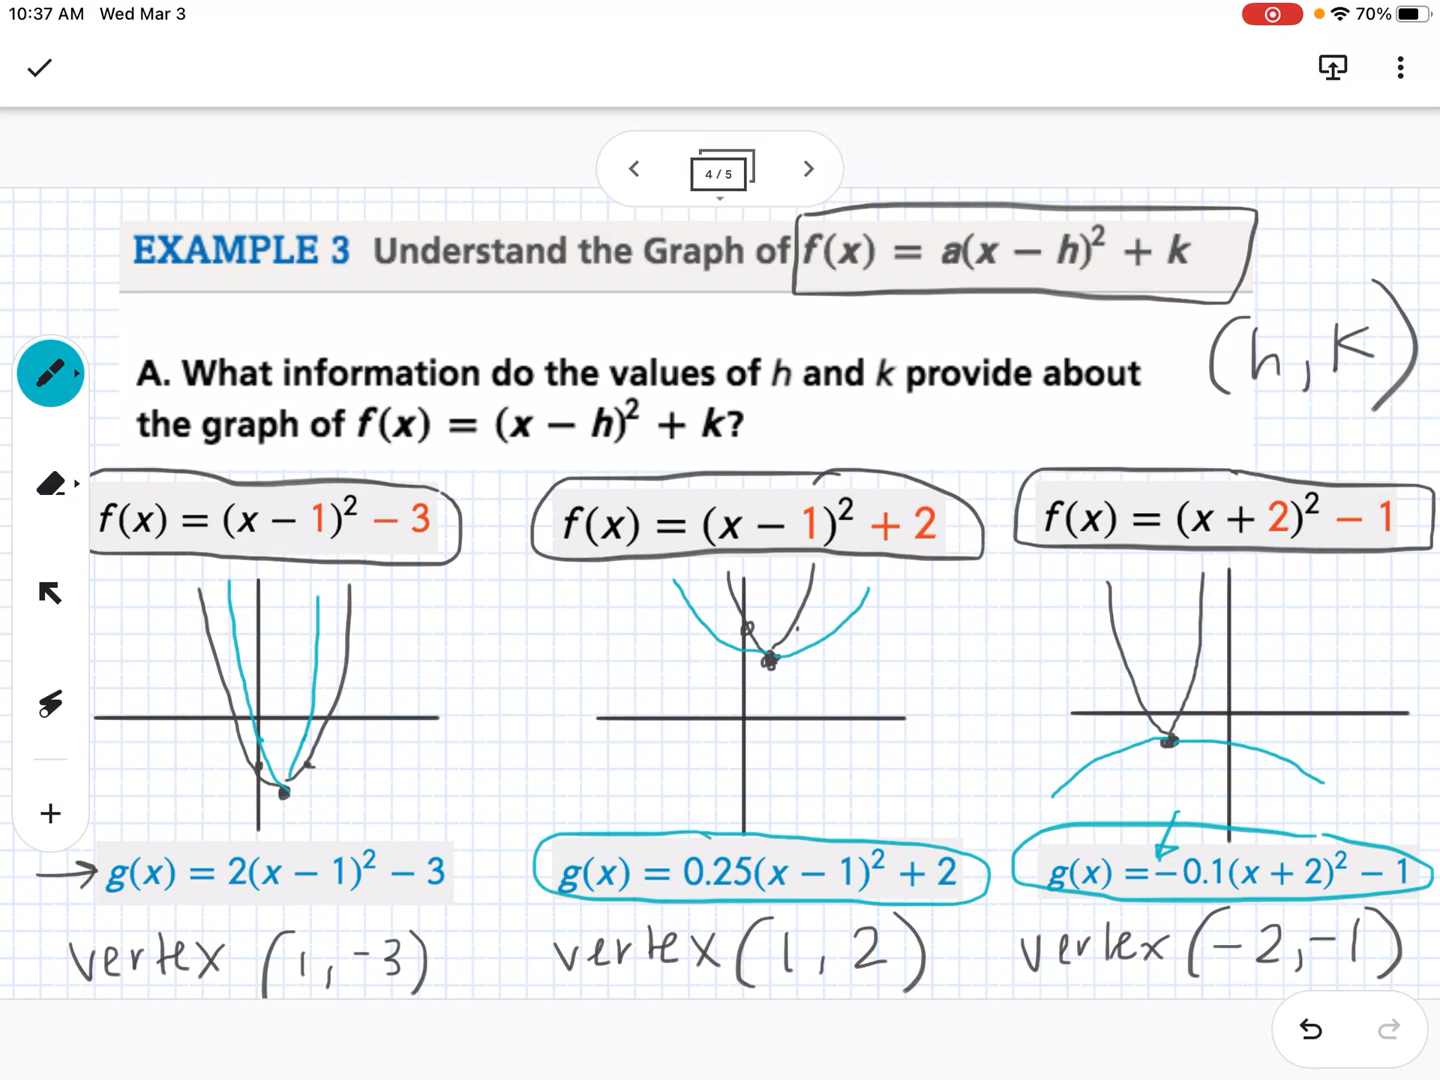 10:37 AM Wed Mar 3
70%
4 / 5
EXAMPLE 3 Understand the Graph of f(x) = a(x − h)² + k
(h, k)
A. What information do the values of h and k provide about
the graph of f(x) = (x − h)² + k?
f(x) = (x − 1)² − 3
f(x) = (x − 1)² + 2
f(x) = (x + 2)² − 1
g(x) = 2(x − 1)² − 3
g(x) = 0.25(x − 1)² + 2
g(x) = −0.1(x + 2)² − 1
vertex (1, -3)
vertex (1, 2)
vertex (-2, -1)